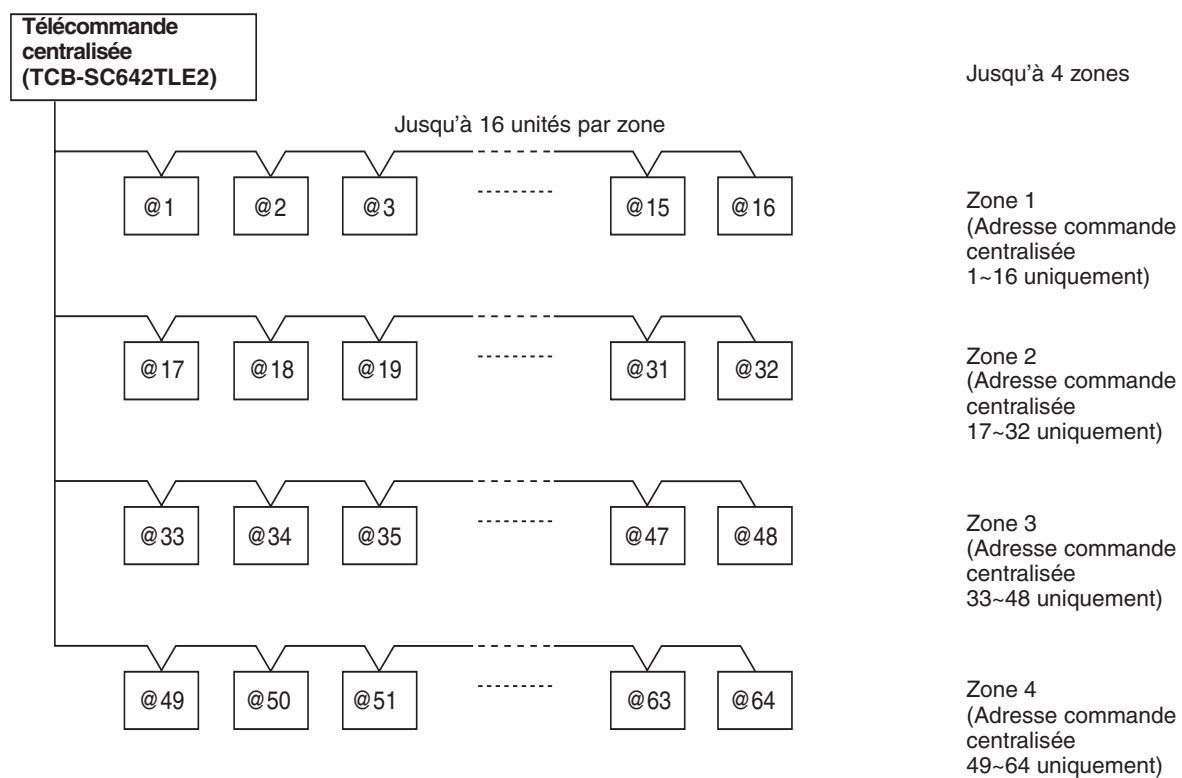 Télécommande
centralisée
(TCB-SC642TLE2)
Jusqu'à 4 zones
Jusqu'à 16 unités par zone
@1 @2 @3 @15 @16
Zone 1
(Adresse commande
centralisée
1~16 uniquement)
@17 @18 @19 @31 @32
Zone 2
(Adresse commande
centralisée
17~32 uniquement)
@33 @34 @35 @47 @48
Zone 3
(Adresse commande
centralisée
33~48 uniquement)
@49 @50 @51 @63 @64
Zone 4
(Adresse commande
centralisée
49~64 uniquement)